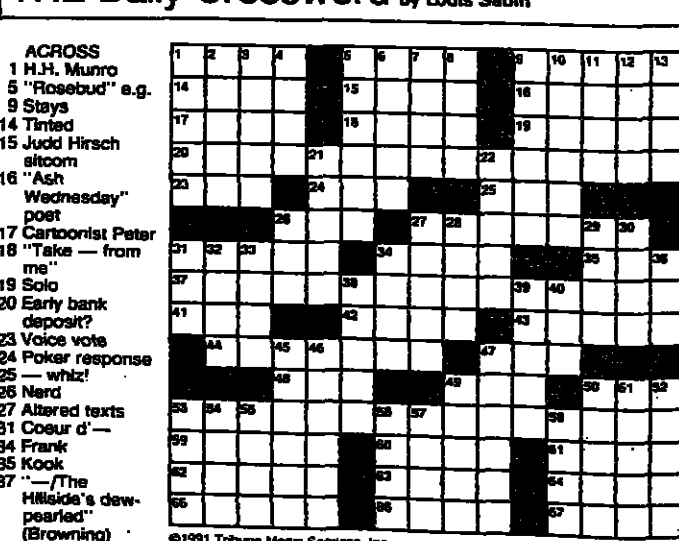 THE Daily Crossword by Louis Sabin
ACROSS
1 H.H. Munro
5 "Rosebud" e.g.
9 Stays
14 Tinted
15 Judd Hirsch
sitcom
16 "Ash
Wednesday"
poet
17 Cartoonist Peter
18 "Take — from
me"
19 Solo
20 Early bank
deposit?
23 Voice vote
24 Poker response
25 — whiz!
26 Nerd
27 Altered texts
31 Coeur d'—
34 Frank
35 Kook
37 "—/The
Hillside's dew-
pearled"
(Browning)
1 2 3 4 5 6 7 8 9 10 11 12 13
14 15 16
17 18 19
20 21 22
23 24 25
26 27 28 29 30
31 32 33 34 35 36
37 38 39 40
41 42 43
44 45 46 47
48 49 50 51 52
53 54 55 56 57 58
59 60 61
62 63 64
65 66 67
©1991 Tribune Media Services, Inc.